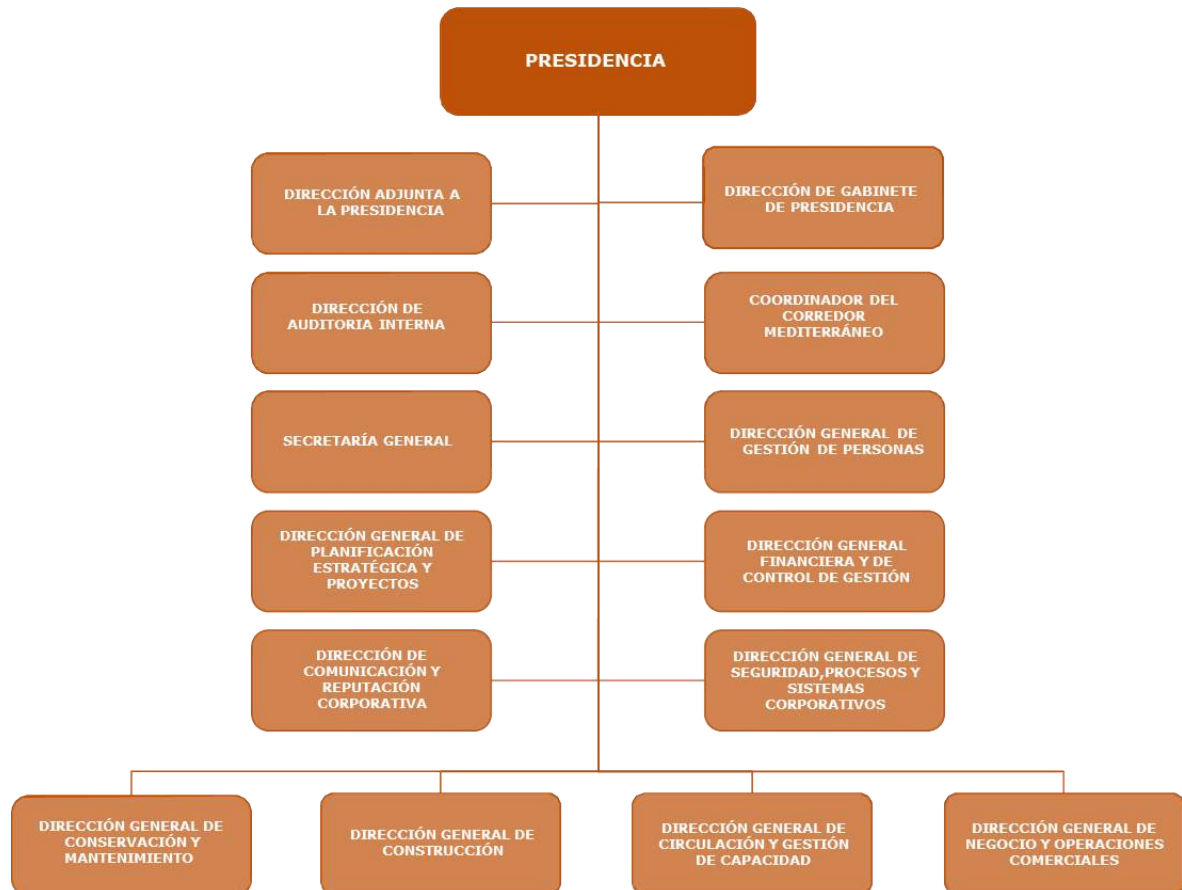 PRESIDENCIA
DIRECCIÓN ADJUNTA A
LA PRESIDENCIA
DIRECCIÓN DE GABINETE
DE PRESIDENCIA
DIRECCIÓN DE
AUDITORIA INTERNA
COORDINADOR DEL
CORREDOR
MEDITERRÁNEO
SECRETARÍA GENERAL
DIRECCIÓN GENERAL DE
GESTIÓN DE PERSONAS
DIRECCIÓN GENERAL DE
PLANIFICACIÓN
ESTRATÉGICA Y
PROYECTOS
DIRECCIÓN GENERAL
FINANCIERA Y DE
CONTROL DE GESTIÓN
DIRECCIÓN DE
COMUNICACIÓN Y
REPUTACIÓN
CORPORATIVA
DIRECCIÓN GENERAL DE
SEGURIDAD,PROCESOS Y
SISTEMAS
CORPORATIVOS
DIRECCIÓN GENERAL DE
CONSERVACIÓN Y
MANTENIMIENTO
DIRECCIÓN GENERAL DE
CONSTRUCCIÓN
DIRECCIÓN GENERAL DE
CIRCULACIÓN Y GESTIÓN
DE CAPACIDAD
DIRECCIÓN GENERAL DE
NEGOCIO Y OPERACIONES
COMERCIALES